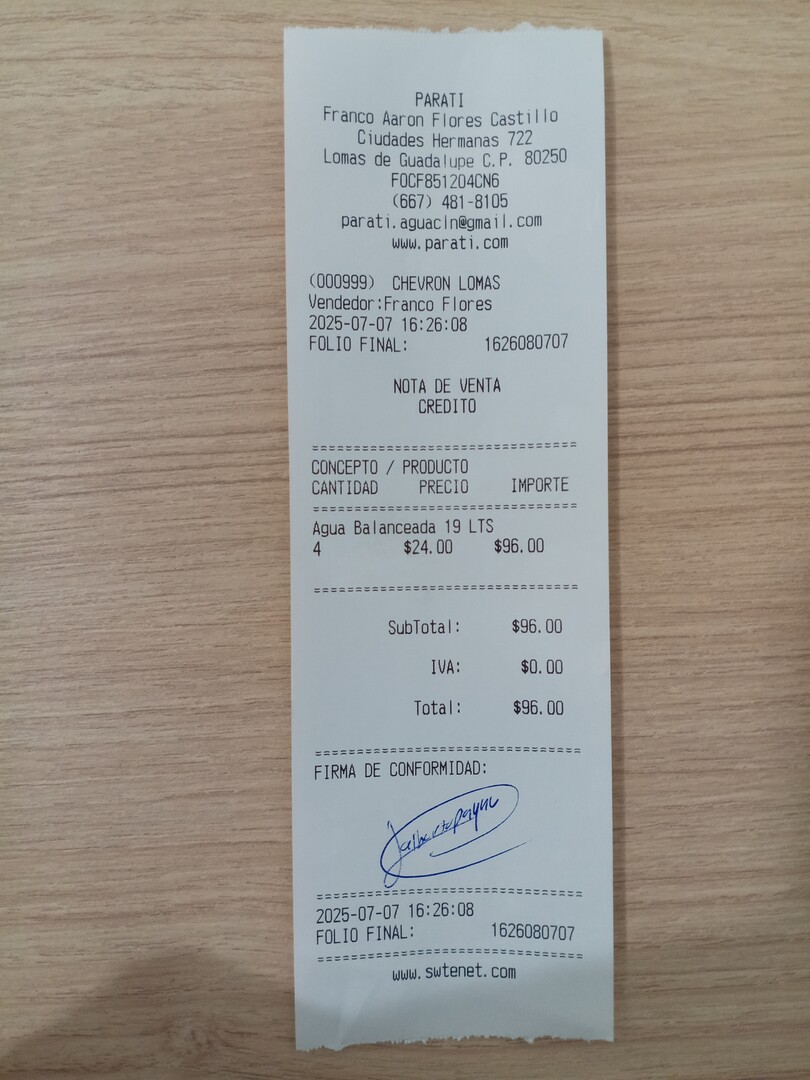 PARATI
Franco Aaron Flores Castillo
Ciudades Hermanas 722
Lomas de Guadalupe C.P. 80250
FOCF851204CN6
(667) 481-8105
parati.aguacln@gmail.com
www.parati.com
(000999) CHEVRON LOMAS
Vendedor:Franco Flores
2025-07-07 16:26:08
FOLIO FINAL: 1626080707
NOTA DE VENTA
CREDITO
================================
CONCEPTO / PRODUCTO
CANTIDAD PRECIO IMPORTE
================================
Agua Balanceada 19 LTS
4 $24.00 $96.00
================================
SubTotal: $96.00
IVA: $0.00
Total: $96.00
================================
FIRMA DE CONFORMIDAD:
================================
2025-07-07 16:26:08
FOLIO FINAL: 1626080707
================================
www.swtenet.com